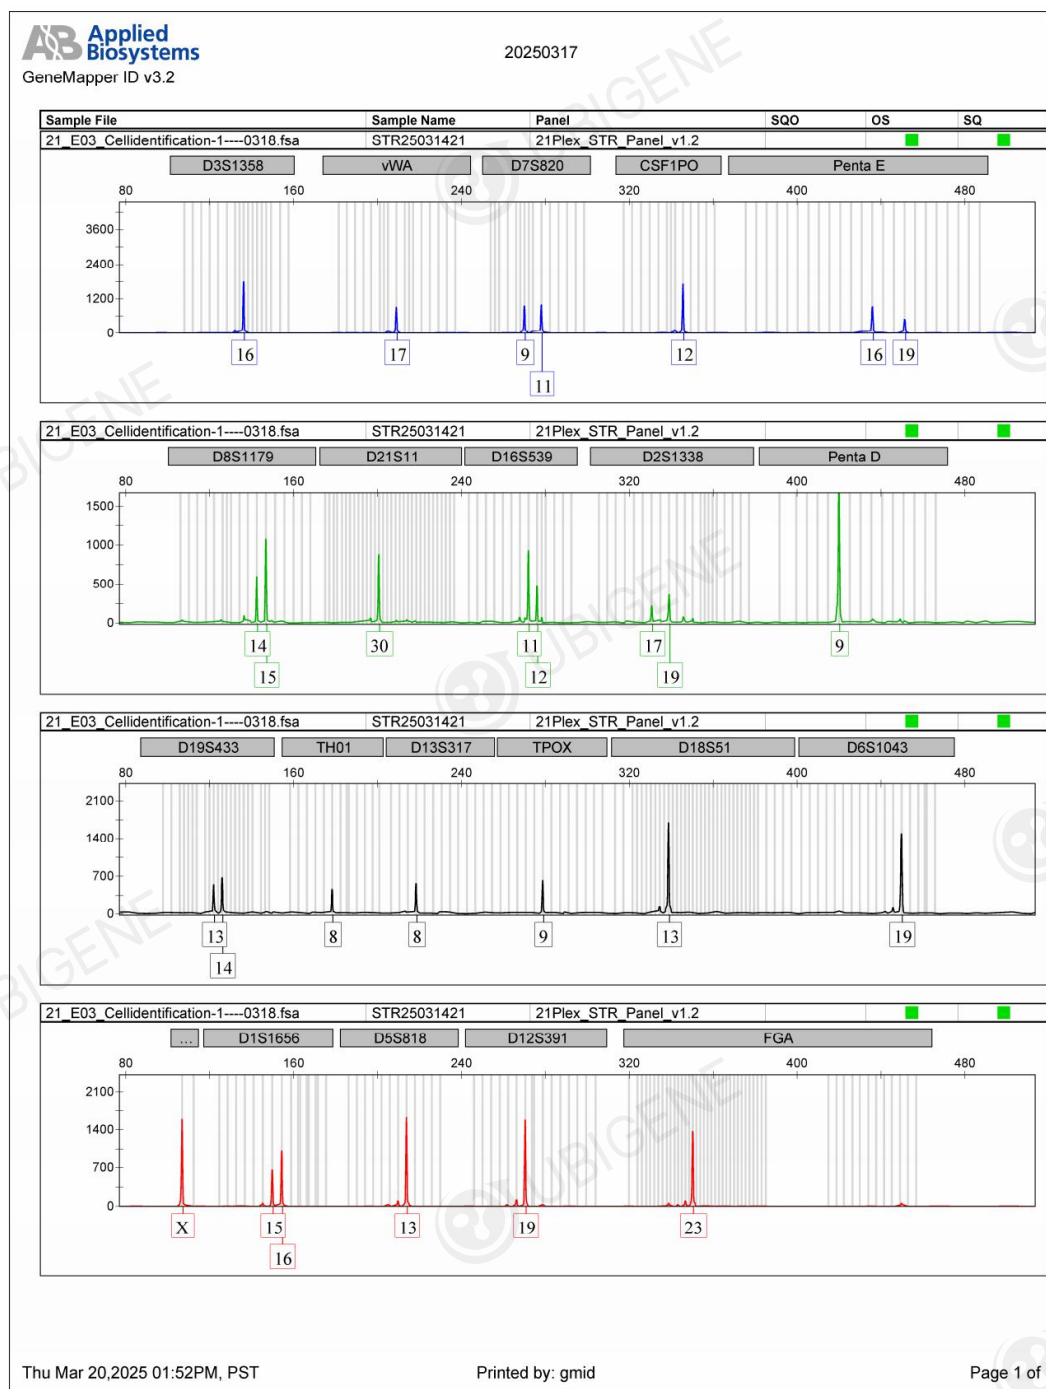 Applied
Biosystems
20250317
GeneMapper ID v3.2
Sample File Sample Name Panel SQO OS SQ
21_E03_Cellidentification-1----0318.fsa STR25031421 21Plex_STR_Panel_v1.2
D3S1358 vWA D7S820 CSF1PO Penta E
80 160 240 320 400 480
3600
2400
1200
0
16 17 9 12 16 19
11
21_E03_Cellidentification-1----0318.fsa STR25031421 21Plex_STR_Panel_v1.2
D8S1179 D21S11 D16S539 D2S1338 Penta D
80 160 240 320 400 480
1500
1000
500
0
14 30 11 17 9
15 12 19
21_E03_Cellidentification-1----0318.fsa STR25031421 21Plex_STR_Panel_v1.2
D19S433 TH01 D13S317 TPOX D18S51 D6S1043
80 160 240 320 400 480
2100
1400
700
0
13 8 8 9 13 19
14
21_E03_Cellidentification-1----0318.fsa STR25031421 21Plex_STR_Panel_v1.2
... D1S1656 D5S818 D12S391 FGA
80 160 240 320 400 480
2100
1400
700
0
X 15 13 19 23
16
Thu Mar 20,2025 01:52PM, PST Printed by: gmid Page 1 of
UBIGENE
UBIGENE
BIGENE
UBIGENE
BIGENE
UBIGENE